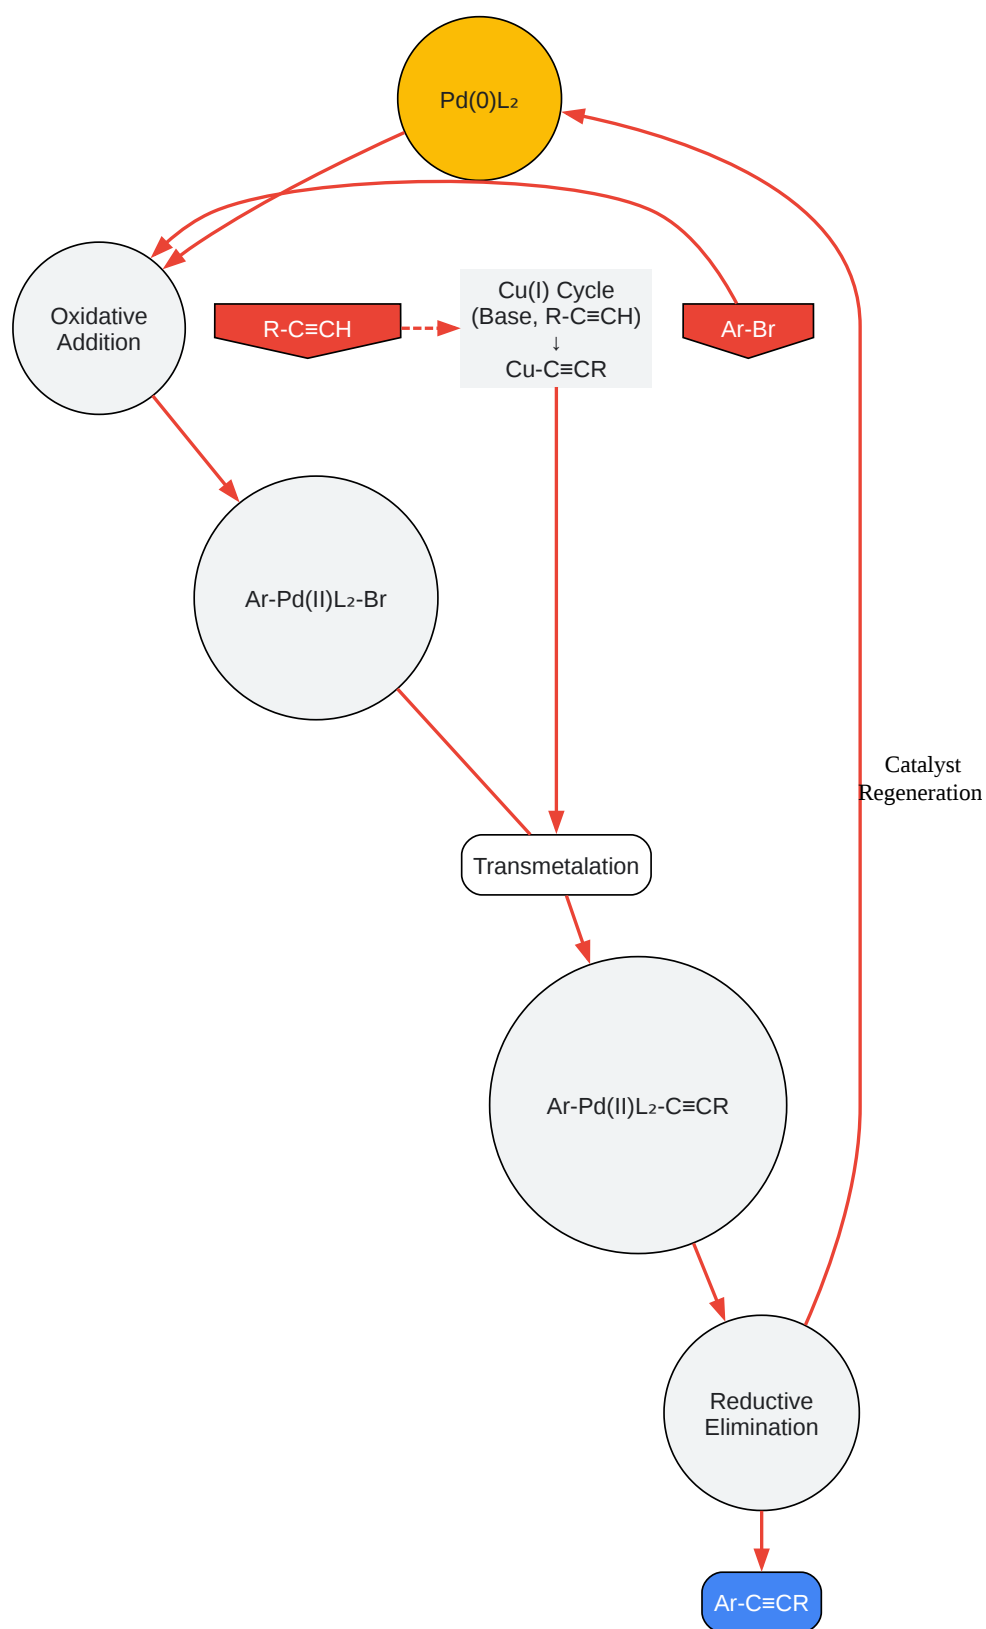 Pd(0)L₂
Oxidative
Addition
R-C≡CH
Cu(I) Cycle
(Base, R-C≡CH)
↓
Cu-C≡CR
Ar-Br
Ar-Pd(II)L₂-Br
Catalyst
Regeneration
Transmetalation
Ar-Pd(II)L₂-C≡CR
Reductive
Elimination
Ar-C≡CR